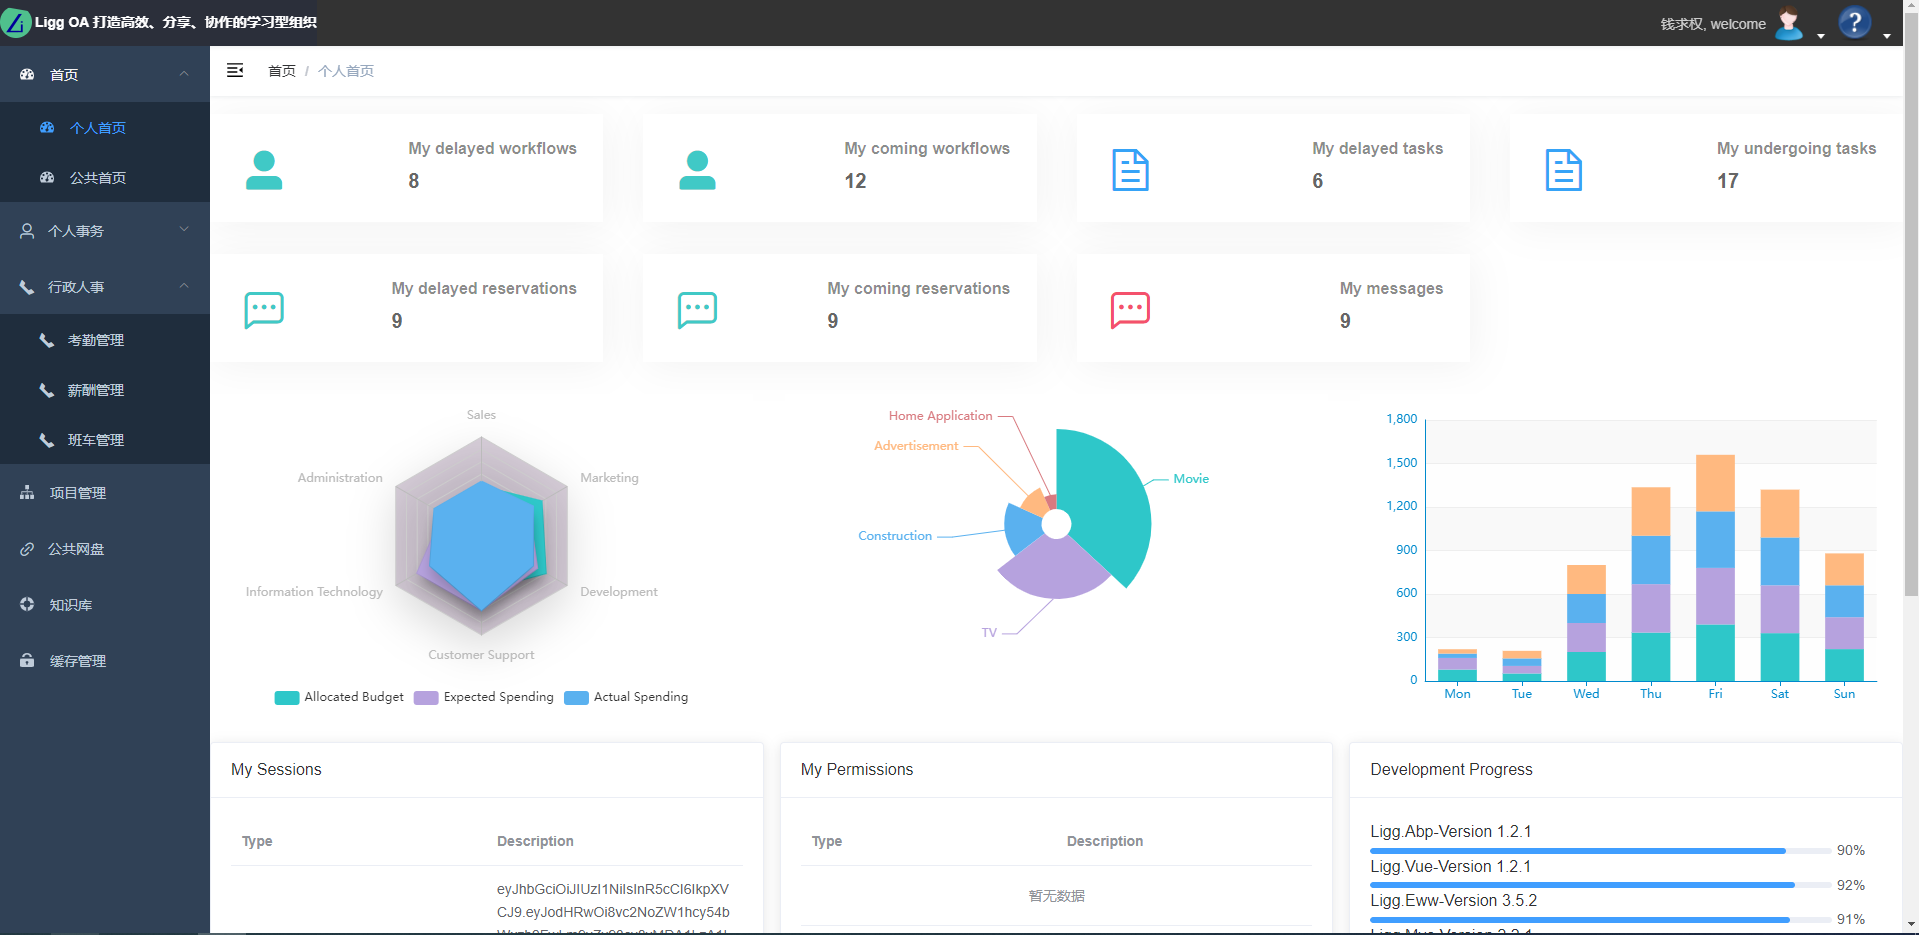 Ligg OA 打造高效、分享、协作的学习型组织
钱求权, welcome
首页
个人首页
公共首页
个人事务
行政人事
考勤管理
薪酬管理
班车管理
项目管理
公共网盘
知识库
缓存管理
首页 / 个人首页
My delayed workflows
8
My coming workflows
12
My delayed tasks
6
My undergoing tasks
17
My delayed reservations
9
My coming reservations
9
My messages
9
Sales
Marketing
Development
Customer Support
Information Technology
Administration
Allocated Budget
Expected Spending
Actual Spending
Home Application
Advertisement
Construction
TV
Movie
1,800
1,500
1,200
900
600
300
0
Mon
Tue
Wed
Thu
Fri
Sat
Sun
My Sessions
Type
Description
eyJhbGciOiJIUzI1NiIsInR5cCI6IkpXV
CJ9.eyJodHRwOi8vc2NoZW1hcy54b
My Permissions
Type
Description
暂无数据
Development Progress
Ligg.Abp-Version 1.2.1
90%
Ligg.Vue-Version 1.2.1
92%
Ligg.Eww-Version 3.5.2
91%